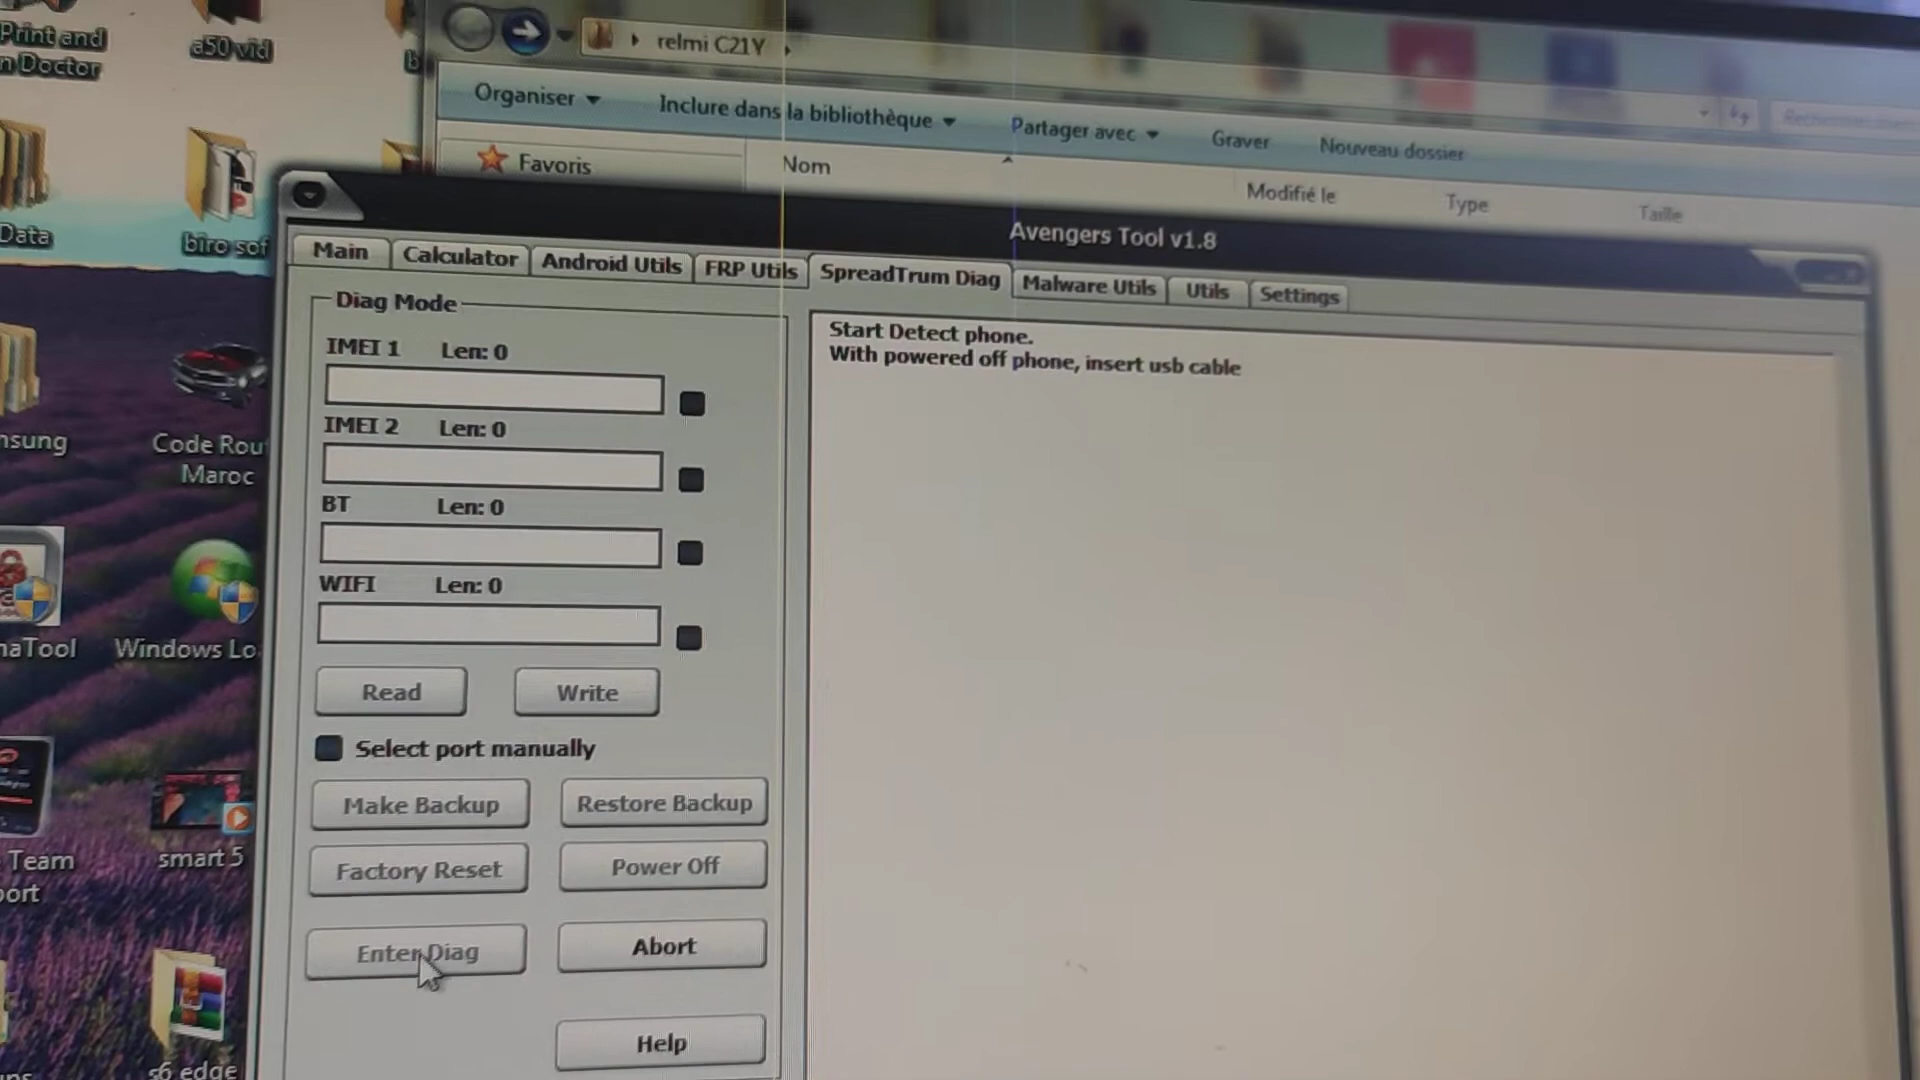 Print and
n Doctor
a50 vid
b
relmi C21Y
Organiser
Inclure dans la bibliothèque
Partager avec
Graver
Nouveau dossier
Favoris
Nom
Modifié le
Type
Taille
Data
biro sof
Avengers Tool v1.8
Main
Calculator
Android Utils
FRP Utils
SpreadTrum Diag
Malware Utils
Utils
Settings
Diag Mode
Start Detect phone.
With powered off phone, insert usb cable
IMEI 1 Len: 0
IMEI 2 Len: 0
BT Len: 0
WIFI Len: 0
Read
Write
Select port manually
Make Backup
Restore Backup
Factory Reset
Power Off
Enter Diag
Abort
Help
nsung
Code Rou
Maroc
naTool
Windows Lo
Team
port
smart 5
s6 edge